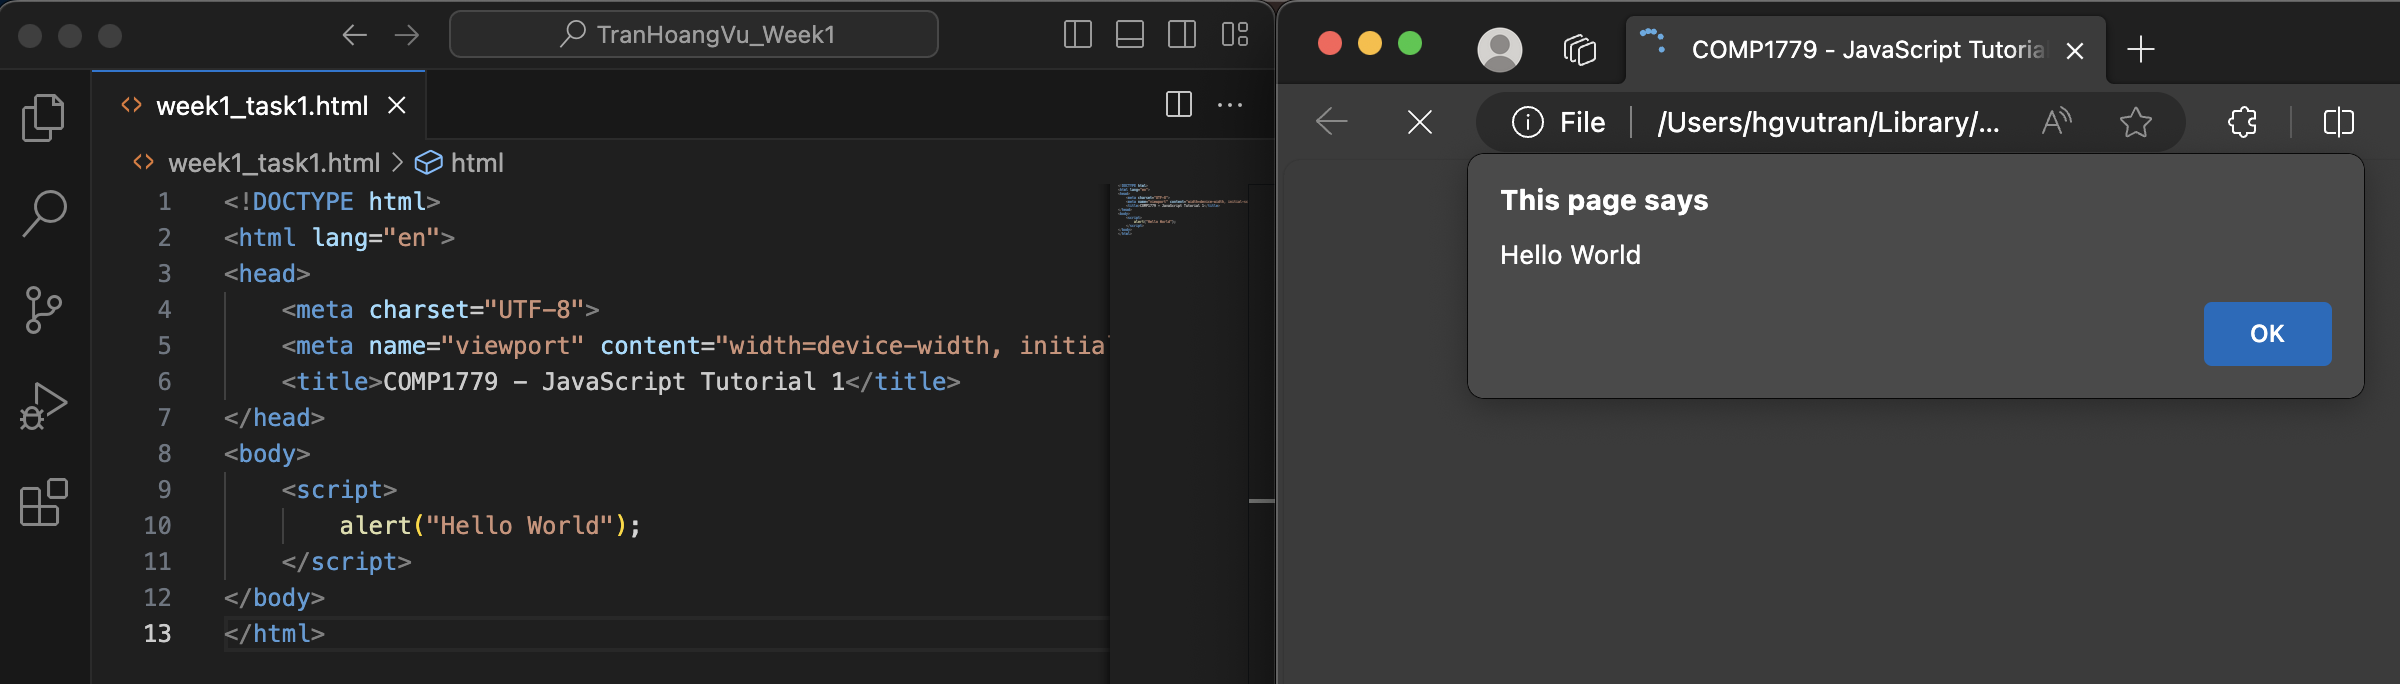 TranHoangVu_Week1
week1_task1.html
week1_task1.html > html
1 <!DOCTYPE html>
2 <html lang="en">
3 <head>
4 <meta charset="UTF-8">
5 <meta name="viewport" content="width=device-width, initia
6 <title>COMP1779 - JavaScript Tutorial 1</title>
7 </head>
8 <body>
9 <script>
10 alert("Hello World");
11 </script>
12 </body>
13 </html>
COMP1779 - JavaScript Tutoria
File | /Users/hgvutran/Library/...
This page says
Hello World
OK